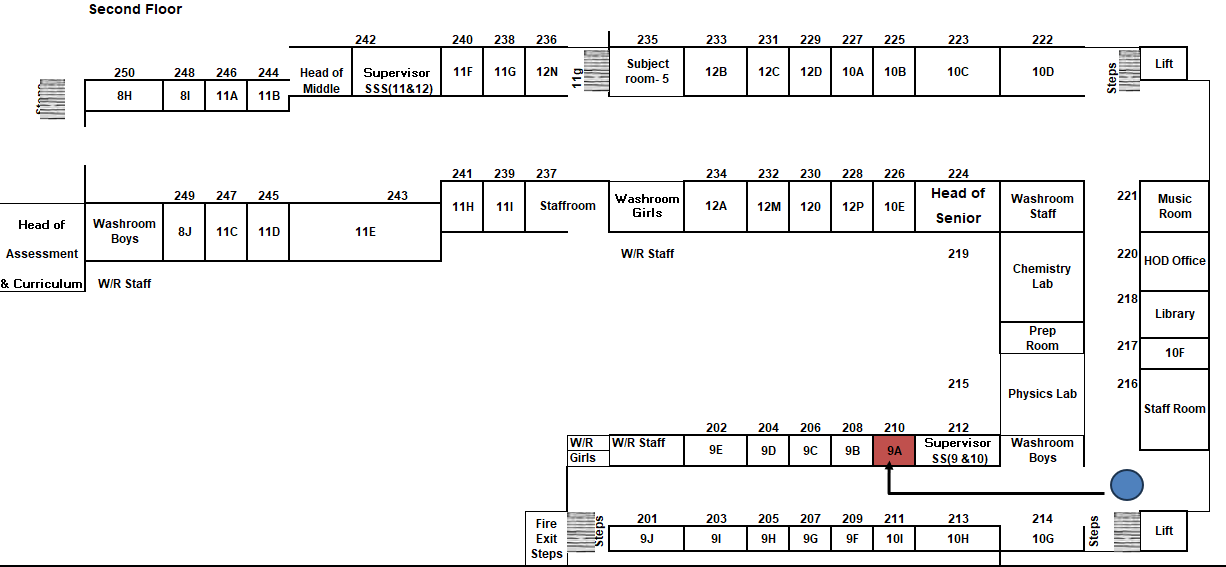 Second Floor
242 240 238 236 235 233 231 229 227 225 223 222
250 248 246 244
8H 8I 11A 11B
Head of
Middle
Supervisor
SSS(11&12)
11F 11G 12N
11g
Subject
room- 5
12B 12C 12D 10A 10B 10C 10D
Steps
Lift
Steps
241 239 237 234 232 230 228 226 224
249 247 245 243
221
Head of
Assessment
& Curriculum
Washroom
Boys
8J 11C 11D 11E
11H 11I Staffroom
Washroom
Girls
12A 12M 120 12P 10E
Head of
Senior
Washroom
Staff
Music
Room
W/R Staff
W/R Staff
219
Chemistry
Lab
220
HOD Office
218
Library
Prep
Room
217
10F
215
Physics Lab
216
Staff Room
202 204 206 208 210 212
W/R
Girls
W/R Staff
9E 9D 9C 9B 9A
Supervisor
SS(9 &10)
Washroom
Boys
Fire
Exit
Steps
Steps
201 203 205 207 209 211 213 214
9J 9I 9H 9G 9F 10I 10H 10G
Steps
Lift